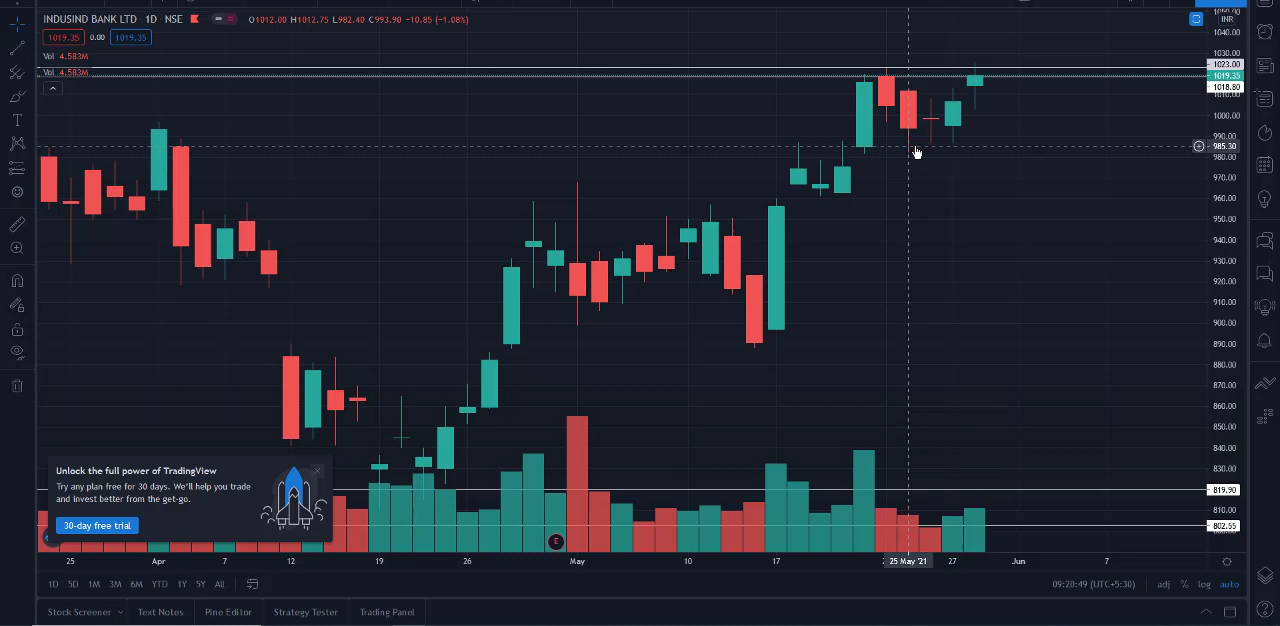 INDUSIND BANK LTD · 1D · NSE O1012.00 H1012.75 L982.40 C993.90 -10.85 (-1.08%)
1019.35 0.00 1019.35
Vol 4.583M
Vol 4.583M
INR
1040.00
1030.00
1023.00
1019.35
1018.80
1000.00
990.00
985.30
980.00
970.00
960.00
950.00
940.00
930.00
920.00
910.00
900.00
890.00
880.00
870.00
860.00
850.00
840.00
830.00
819.90
810.00
802.55
Unlock the full power of TradingView
Try any plan free for 30 days. We'll help you trade
and invest better from the get-go.
30-day free trial
E
25 Apr 7 12 19 26 May 10 17 25 May '21 27 Jun 7
1D 5D 1M 3M 6M YTD 1Y 5Y All 09:20:49 (UTC+5:30) adj % log auto
Stock Screener Text Notes Pine Editor Strategy Tester Trading Panel